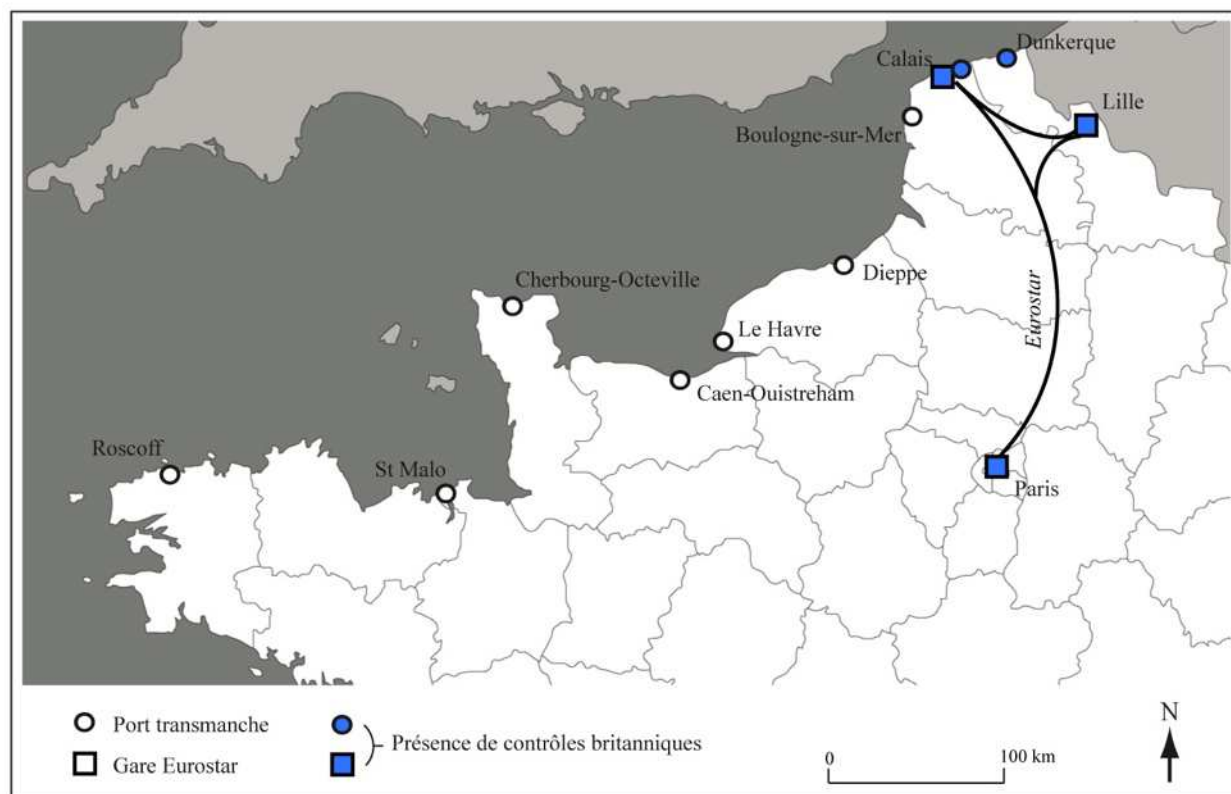 Dunkerque
Calais
Lille
Boulogne-sur-Mer
Dieppe
Cherbourg-Octeville
Eurostar
Le Havre
Caen-Ouistreham
Roscoff
St Malo
Paris
Port transmanche
Gare Eurostar
Présence de contrôles britanniques
0
100 km
N